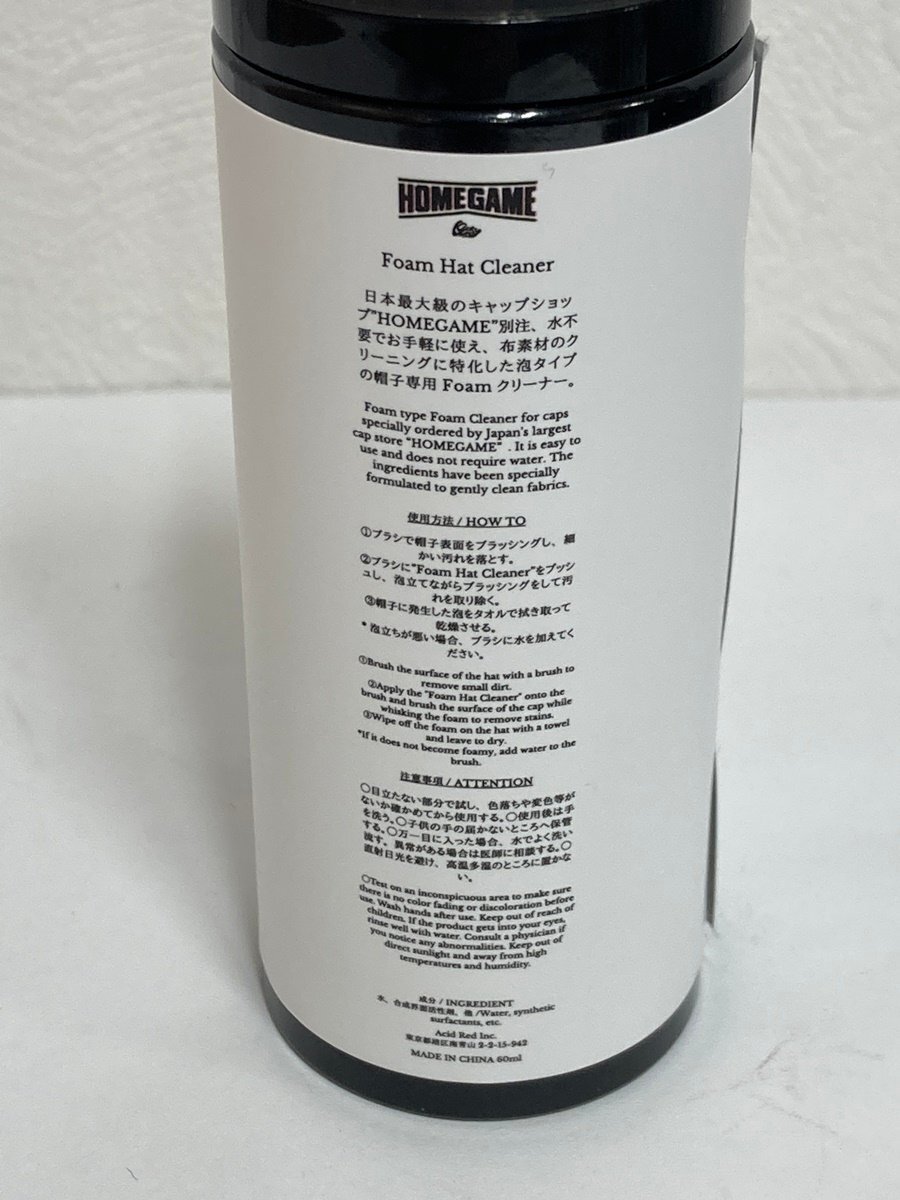 HOMEGAME
Foam Hat Cleaner
日本最大級のキャップショッ
プ"HOMEGAME"別注、水不
要でお手軽に使え、布素材のク
リーニングに特化した泡タイプ
の帽子専用 Foam クリーナー。
Foam type Foam Cleaner for caps
specially ordered by Japan's largest
cap store "HOMEGAME" . It is easy to
use and does not require water. The
ingredients have been specially
formulated to gently clean fabrics.
使用方法 / HOW TO
①ブラシで帽子表面をブラッシングし、細
かい汚れを落とす。
②ブラシに"Foam Hat Cleaner"をプッシ
ュし、泡立てながらブラッシングをして汚
れを取り除く。
③帽子に発生した泡をタオルで拭き取って
乾燥させる。
* 泡立ちが悪い場合、ブラシに水を加えてく
ださい。
①Brush the surface of the hat with a brush to
remove small dirt.
②Apply the "Foam Hat Cleaner" onto the
brush and brush the surface of the cap while
whisking the foam to remove stains.
③Wipe off the foam on the hat with a towel
and leave to dry.
*If it does not become foamy, add water to the
brush.
注意事項 / ATTENTION
〇目立たない部分で試し、色落ちや変色等が
ないか確かめてから使用する。〇使用後は手
を洗う。〇子供の手の届かないところへ保管
する。〇万一目に入った場合、水でよく洗い
流す。異常がある場合は医師に相談する。〇
直射日光を避け、高温多湿のところに置かな
い。
〇Test on an inconspicuous area to make sure
there is no color fading or discoloration before
use. Wash hands after use. Keep out of reach of
children. If the product gets into your eyes,
rinse well with water. Consult a physician if
you notice any abnormalities. Keep out of
direct sunlight and away from high
temperatures and humidity.
成分 / INGREDIENT
水、合成界面活性剤、他 /Water, synthetic
surfactants, etc.
Acid Red Inc.
東京都港区南青山 2-2-15-942
MADE IN CHINA 60ml